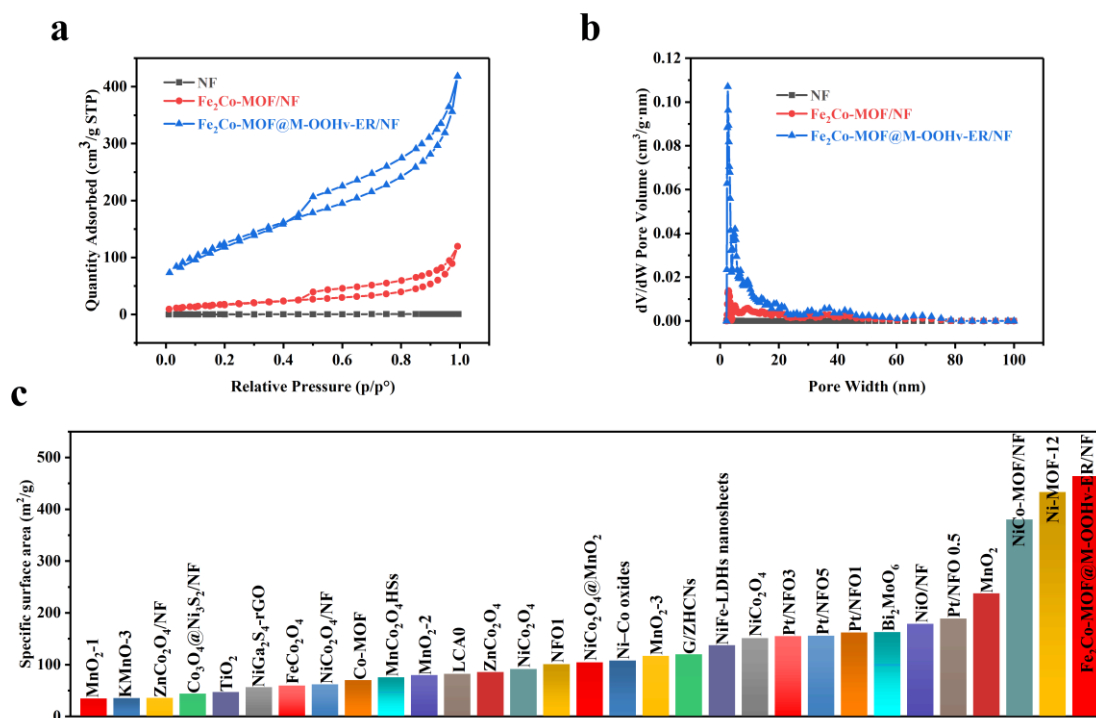 a
Quantity Adsorbed (cm³/g STP)
400
300
200
100
0
NF
Fe₂Co-MOF/NF
Fe₂Co-MOF@M-OOHv-ER/NF
0.0 0.2 0.4 0.6 0.8 1.0
Relative Pressure (p/p°)
b
dV/dW Pore Volume (cm³/g·nm)
0.12
0.10
0.08
0.06
0.04
0.02
0.00
NF
Fe₂Co-MOF/NF
Fe₂Co-MOF@M-OOHv-ER/NF
0 20 40 60 80 100
Pore Width (nm)
c
Specific surface area (m²/g)
500
400
300
200
100
0
MnO₂-1
KMnO-3
ZnCo₂O₄/NF
Co₃O₄@Ni₃S₂/NF
TiO₂
NiGa₂S₄-rGO
FeCo₂O₄
NiCo₂O₄/NF
Co-MOF
MnCo₂O₄HSs
MnO₂-2
LCA0
ZnCo₂O₄
NiCo₂O₄
NFO1
NiCo₂O₄@MnO₂
Ni–Co oxides
MnO₂-3
G/ZHCNs
NiFe-LDHs nanosheets
NiCo₂O₄
Pt/NFO3
Pt/NFO5
Pt/NFO1
Bi₂MoO₆
NiO/NF
Pt/NFO 0.5
MnO₂
NiCo-MOF/NF
Ni-MOF-12
Fe₂Co-MOF@M-OOHv-ER/NF